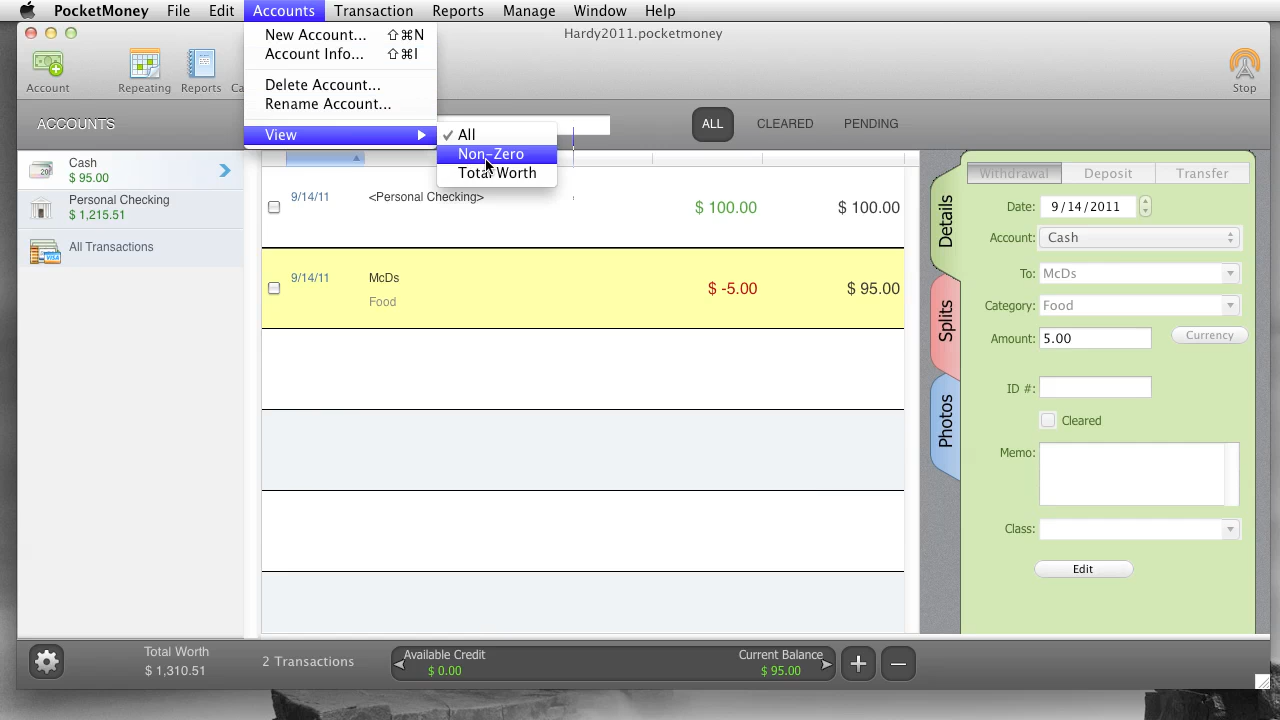 PocketMoney File Edit Accounts Transaction Reports Manage Window Help
Hardy2011.pocketmoney
New Account... ⇧⌘N
Account Info... ⇧⌘I
Delete Account...
Rename Account...
View ▶
✓ All
Non-Zero
Total Worth
Account
Repeating
Reports
Ca
Stop
ACCOUNTS
ALL
CLEARED
PENDING
Cash
$ 95.00
Personal Checking
$ 1,215.51
All Transactions
9/14/11 <Personal Checking> $ 100.00 $ 100.00
9/14/11 McDs $ -5.00 $ 95.00
Food
Details
Splits
Photos
Withdrawal Deposit Transfer
Date: 9/14/2011
Account: Cash
To: McDs
Category: Food
Amount: 5.00 Currency
ID #:
Cleared
Memo:
Class:
Edit
Total Worth
$ 1,310.51
2 Transactions
Available Credit
$ 0.00
Current Balance
$ 95.00